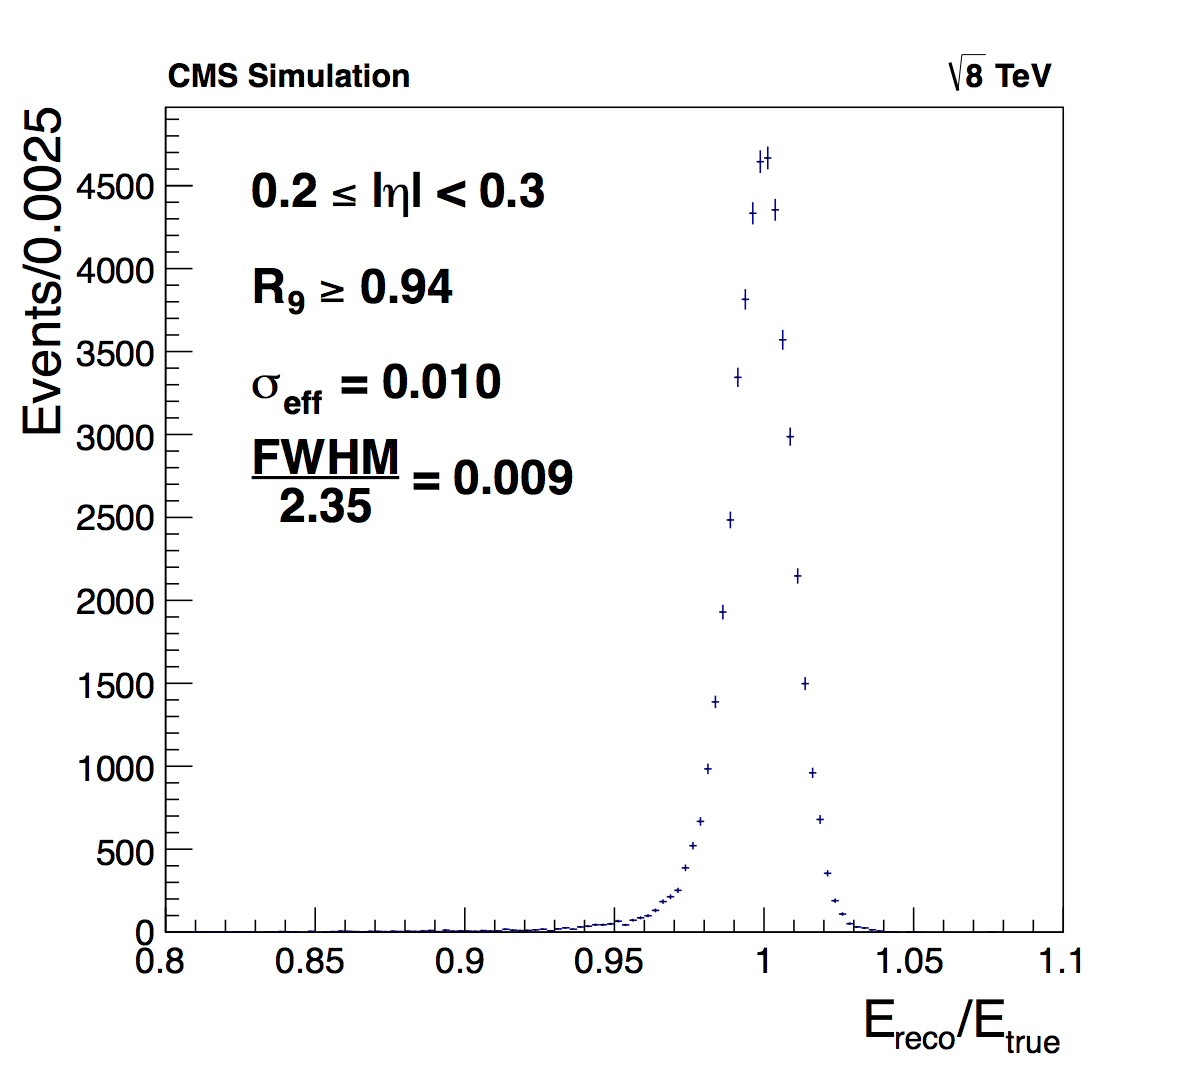 CMS Simulation
√8 TeV
Events/0.0025
0.2 ≤ |η| < 0.3
R9 ≥ 0.94
σeff = 0.010
FWHM
2.35
= 0.009
4500
4000
3500
3000
2500
2000
1500
1000
500
0
0.8 0.85 0.9 0.95 1 1.05 1.1
Ereco/Etrue